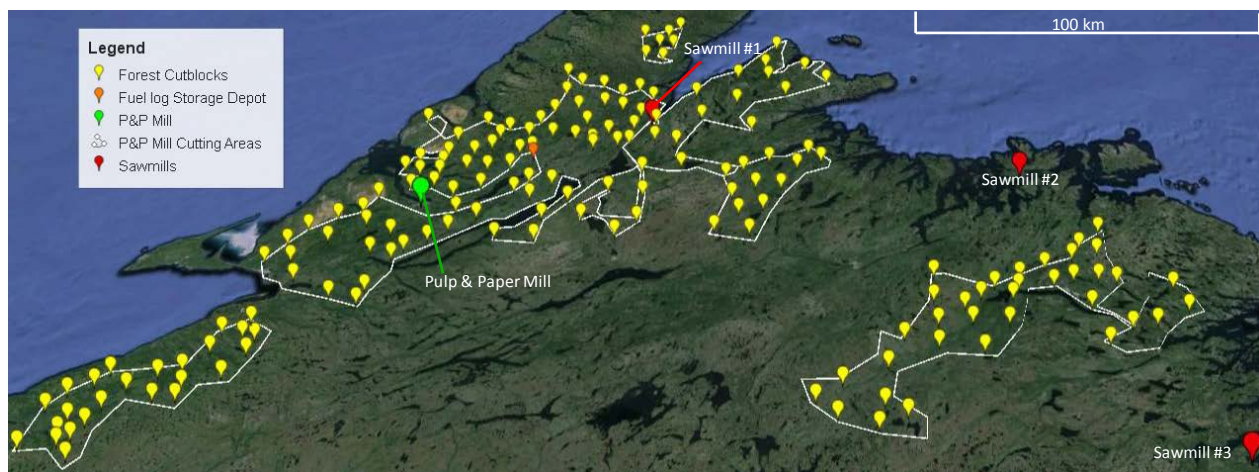 100 km
Sawmill #1
Legend
Forest Cutblocks
Fuel log Storage Depot
P&P Mill
P&P Mill Cutting Areas
Sawmills
Sawmill #2
Pulp & Paper Mill
Sawmill #3